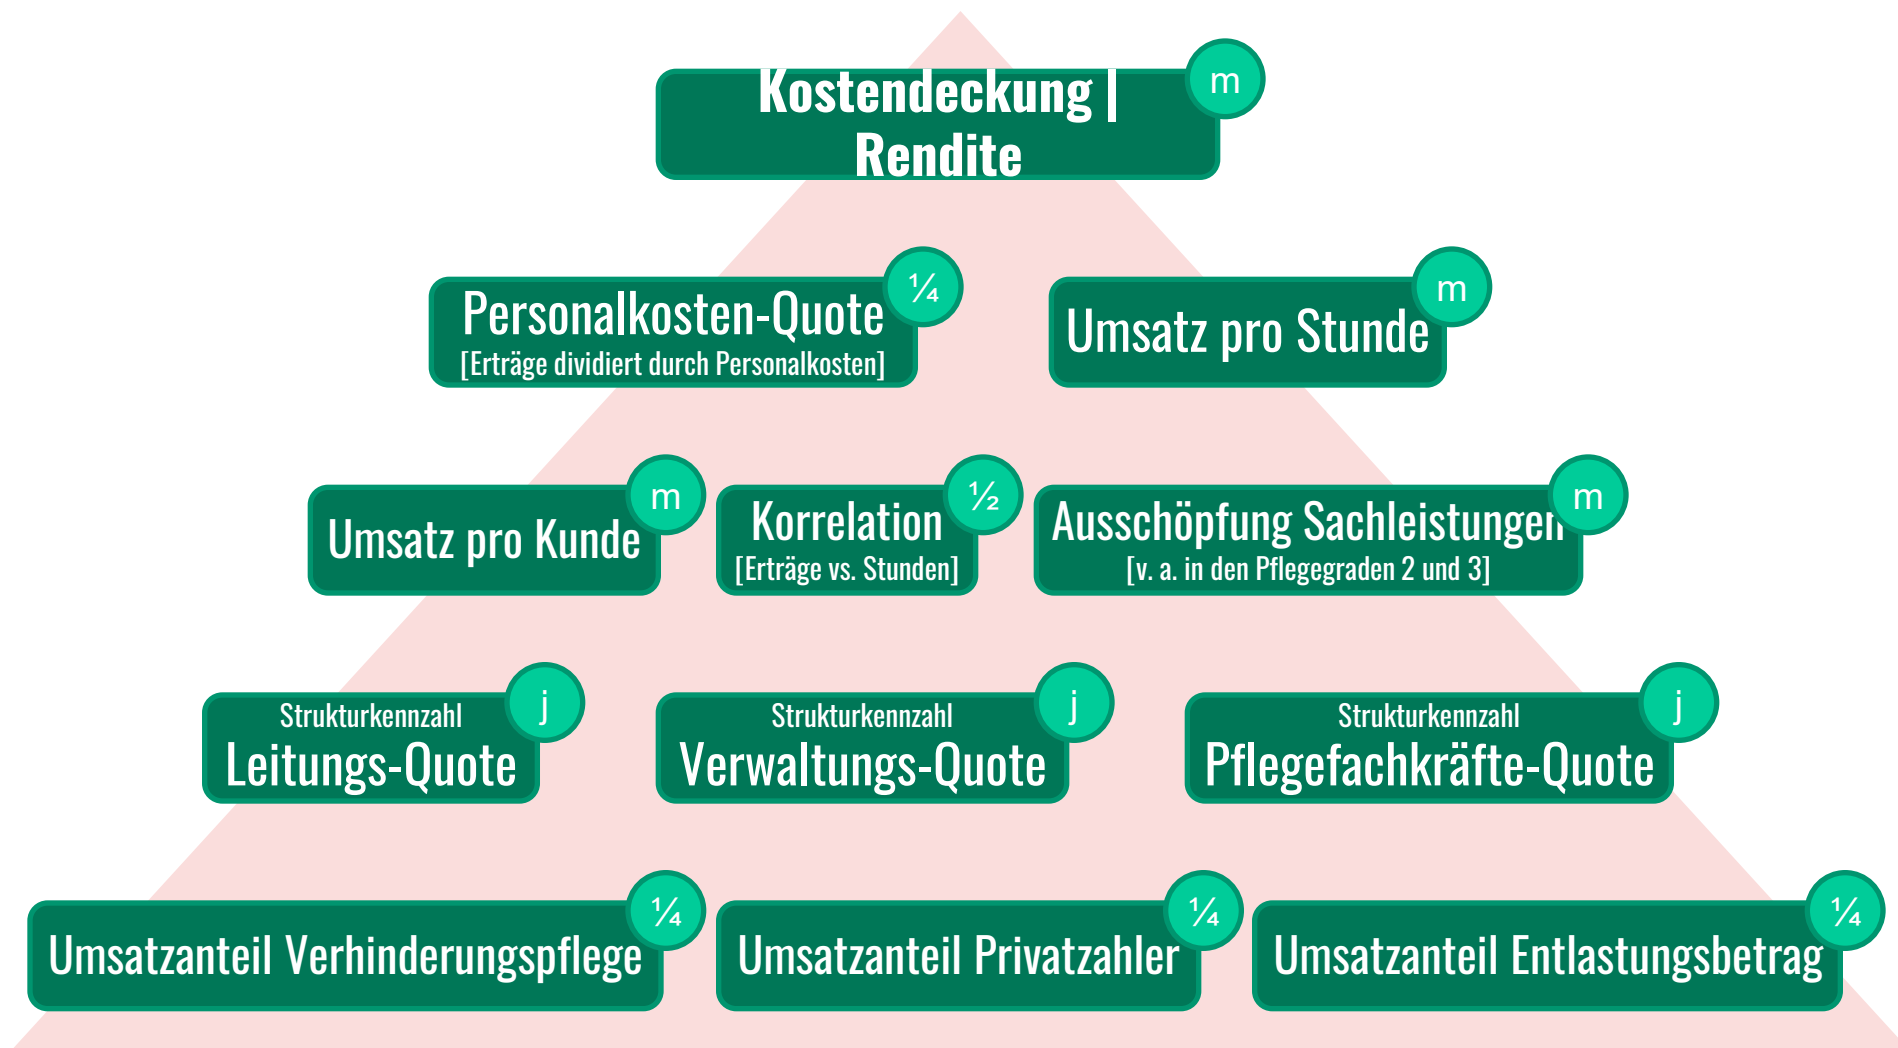 Kostendeckung |
Rendite
m
Personalkosten-Quote
[Erträge dividiert durch Personalkosten]
¼
Umsatz pro Stunde
m
Umsatz pro Kunde
m
Korrelation
[Erträge vs. Stunden]
½
Ausschöpfung Sachleistungen
[v. a. in den Pflegegraden 2 und 3]
m
Strukturkennzahl
Leitungs-Quote
j
Strukturkennzahl
Verwaltungs-Quote
j
Strukturkennzahl
Pflegefachkräfte-Quote
j
Umsatzanteil Verhinderungspflege
¼
Umsatzanteil Privatzahler
¼
Umsatzanteil Entlastungsbetrag
¼